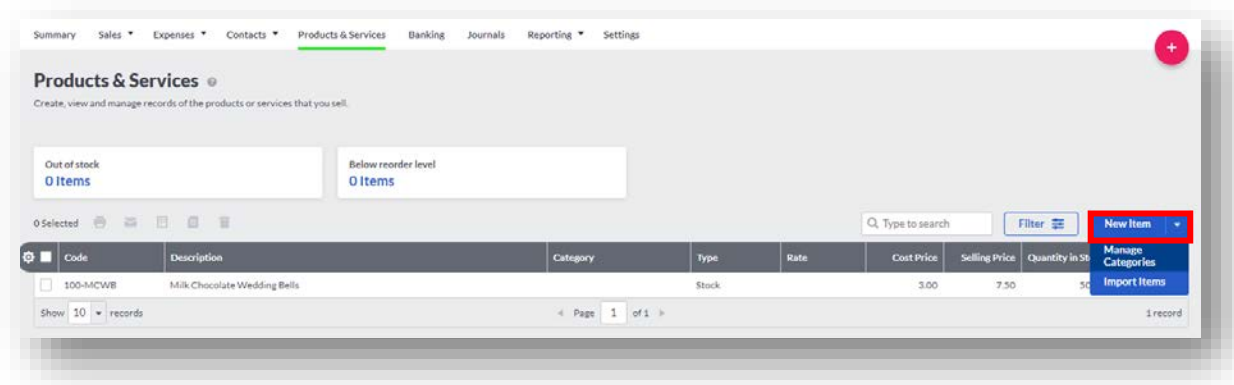 Summary Sales Expenses Contacts Products & Services Banking Journals Reporting Settings
+
Products & Services
Create, view and manage records of the products or services that you sell.
Out of stock
0 Items
Below reorder level
0 Items
0 Selected
Type to search
Filter
New Item
Manage
Categories
Import Items
Code Description Category Type Rate Cost Price Selling Price Quantity in St
100-MCWB Milk Chocolate Wedding Bells Stock 3.00 7.50 50
Show 10 records Page 1 of 1 1 record